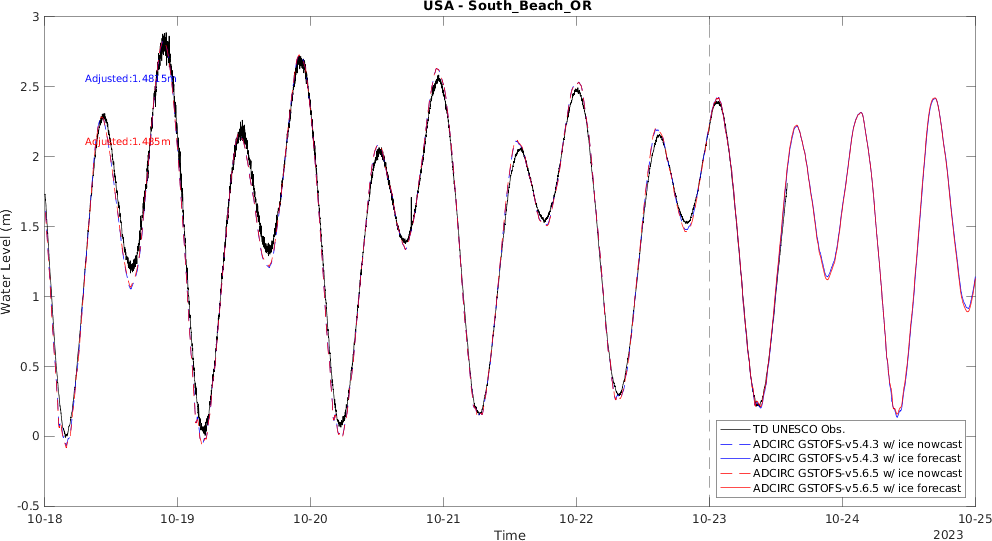 USA - South_Beach_OR
3
2.5
2
1.5
1
0.5
0
-0.5
Water Level (m)
Adjusted:1.4815m
Adjusted:1.485m
TD UNESCO Obs.
ADCIRC GSTOFS-v5.4.3 w/ ice nowcast
ADCIRC GSTOFS-v5.4.3 w/ ice forecast
ADCIRC GSTOFS-v5.6.5 w/ ice nowcast
ADCIRC GSTOFS-v5.6.5 w/ ice forecast
10-18 10-19 10-20 10-21 10-22 10-23 10-24 10-25
Time
2023